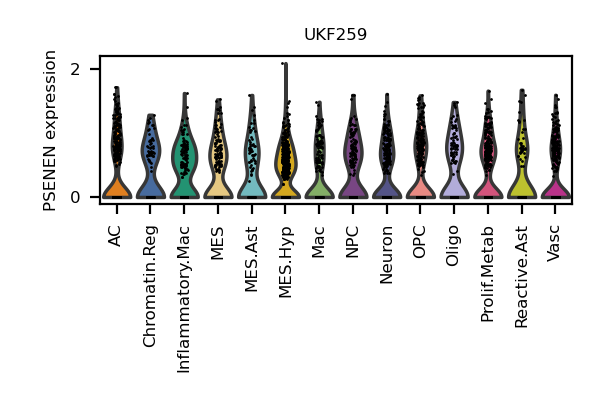 UKF259
PSENEN expression
2
0
AC
Chromatin.Reg
Inflammatory.Mac
MES
MES.Ast
MES.Hyp
Mac
NPC
Neuron
OPC
Oligo
Prolif.Metab
Reactive.Ast
Vasc